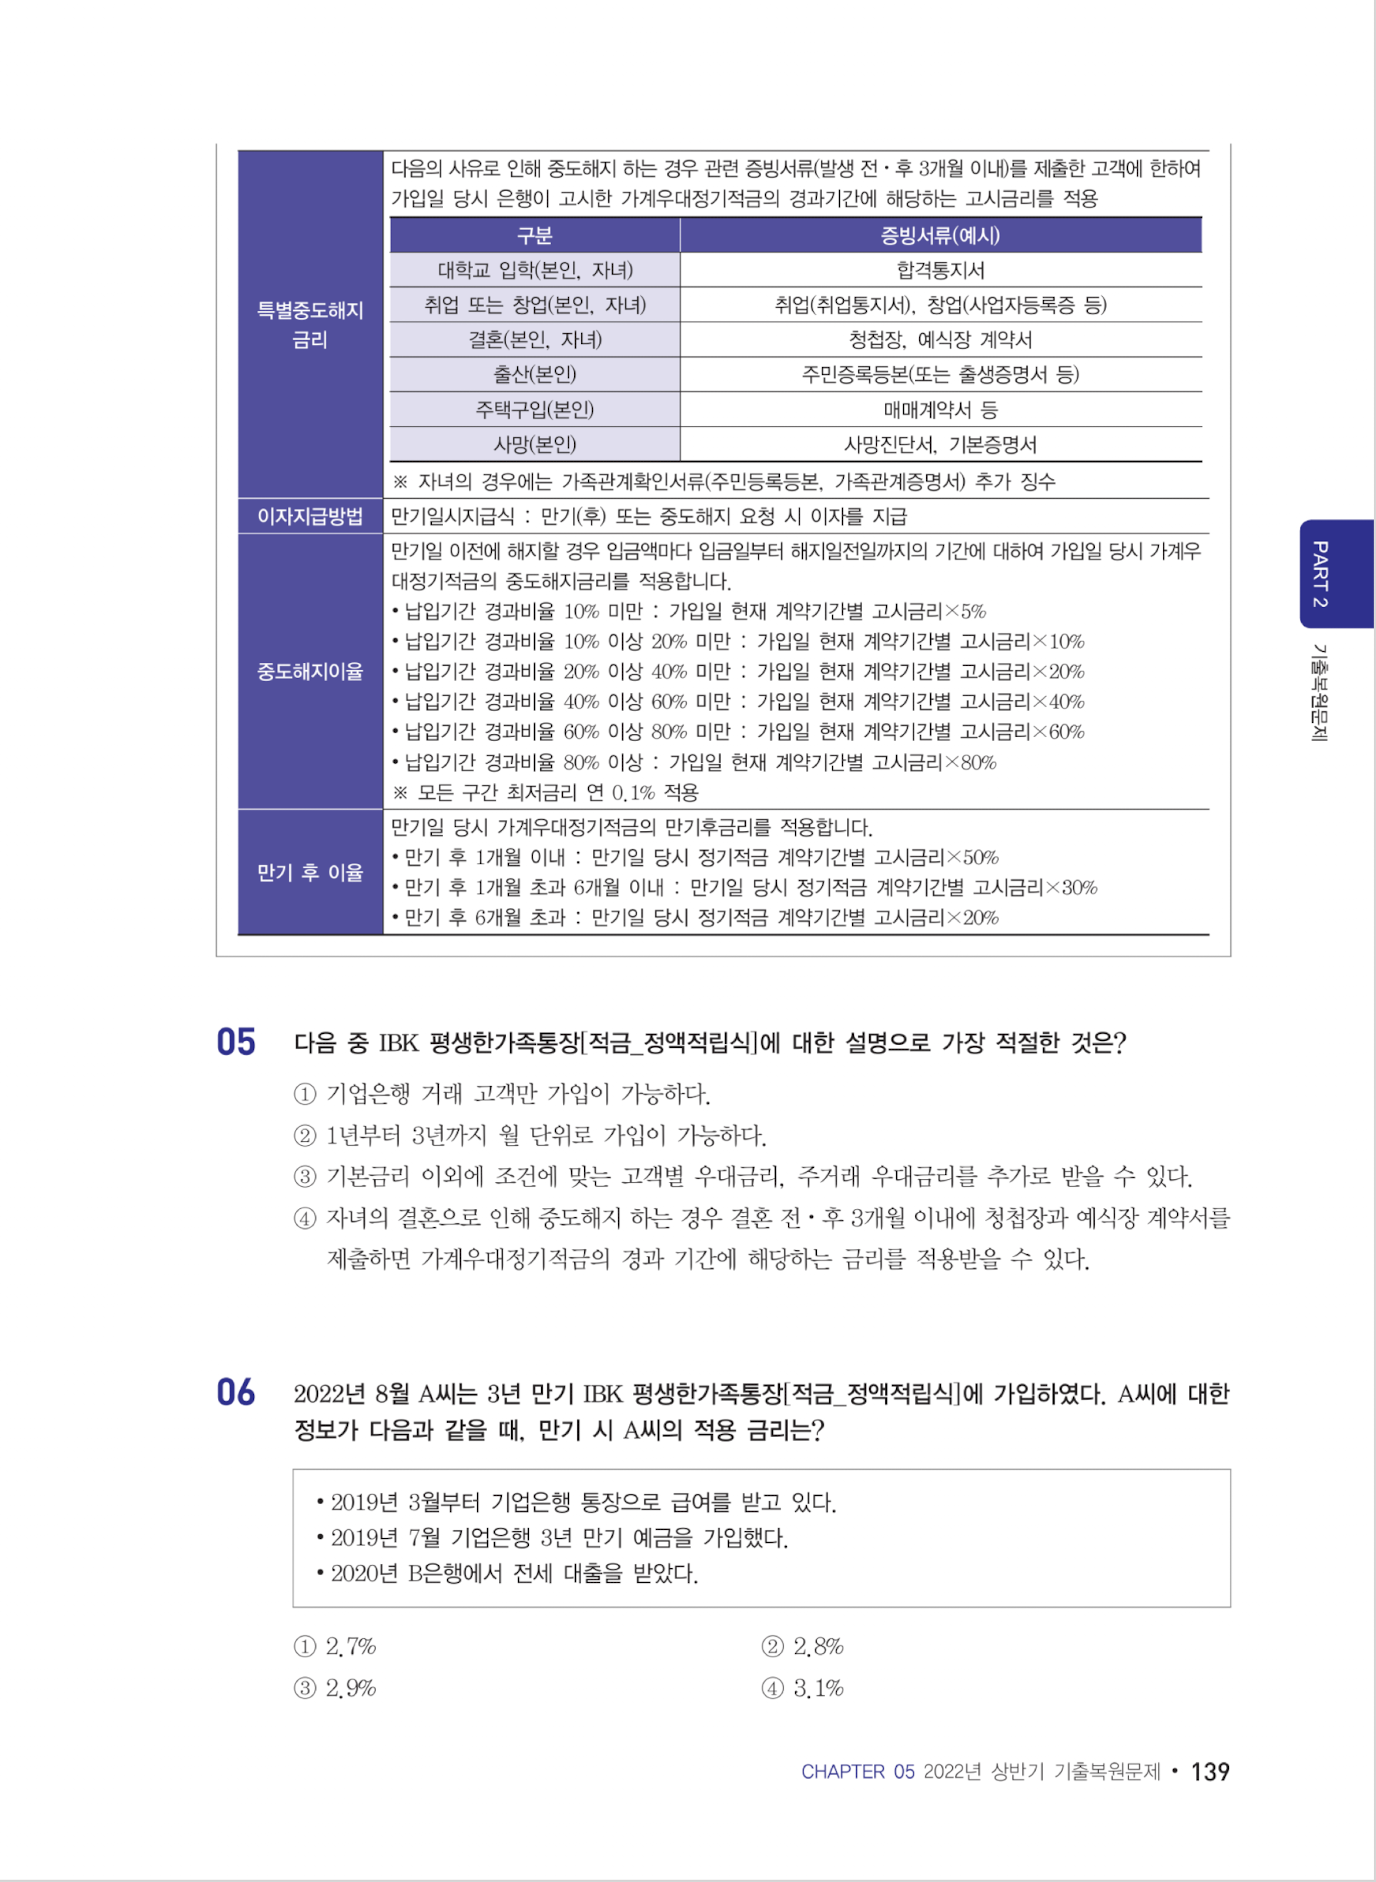 다음의 사유로 인해 중도해지 하는 경우 관련 증빙서류(발생 전・후 3개월 이내)를 제출한 고객에 한하여
가입일 당시 은행이 고시한 가계우대정기적금의 경과기간에 해당하는 고시금리를 적용
구분 증빙서류(예시)
대학교 입학(본인, 자녀) 합격통지서
취업 또는 창업(본인, 자녀) 취업(취업통지서), 창업(사업자등록증 등)
특별중도해지
금리
결혼(본인, 자녀) 청첩장, 예식장 계약서
출산(본인) 주민증록등본(또는 출생증명서 등)
주택구입(본인) 매매계약서 등
사망(본인) 사망진단서, 기본증명서
※ 자녀의 경우에는 가족관계확인서류(주민등록등본, 가족관계증명서) 추가 징수
이자지급방법 만기일시지급식 : 만기(후) 또는 중도해지 요청 시 이자를 지급
만기일 이전에 해지할 경우 입금액마다 입금일부터 해지일전일까지의 기간에 대하여 가입일 당시 가계우
대정기적금의 중도해지금리를 적용합니다.
• 납입기간 경과비율 10% 미만 : 가입일 현재 계약기간별 고시금리×5%
• 납입기간 경과비율 10% 이상 20% 미만 : 가입일 현재 계약기간별 고시금리×10%
중도해지이율
• 납입기간 경과비율 20% 이상 40% 미만 : 가입일 현재 계약기간별 고시금리×20%
• 납입기간 경과비율 40% 이상 60% 미만 : 가입일 현재 계약기간별 고시금리×40%
• 납입기간 경과비율 60% 이상 80% 미만 : 가입일 현재 계약기간별 고시금리×60%
• 납입기간 경과비율 80% 이상 : 가입일 현재 계약기간별 고시금리×80%
※ 모든 구간 최저금리 연 0.1% 적용
만기일 당시 가계우대정기적금의 만기후금리를 적용합니다.
만기 후 이율
• 만기 후 1개월 이내 : 만기일 당시 정기적금 계약기간별 고시금리×50%
• 만기 후 1개월 초과 6개월 이내 : 만기일 당시 정기적금 계약기간별 고시금리×30%
• 만기 후 6개월 초과 : 만기일 당시 정기적금 계약기간별 고시금리×20%
PART 2
기출복원문제
05 다음 중 IBK 평생한가족통장[적금_정액적립식]에 대한 설명으로 가장 적절한 것은?
① 기업은행 거래 고객만 가입이 가능하다.
② 1년부터 3년까지 월 단위로 가입이 가능하다.
③ 기본금리 이외에 조건에 맞는 고객별 우대금리, 주거래 우대금리를 추가로 받을 수 있다.
④ 자녀의 결혼으로 인해 중도해지 하는 경우 결혼 전・후 3개월 이내에 청첩장과 예식장 계약서를
제출하면 가계우대정기적금의 경과 기간에 해당하는 금리를 적용받을 수 있다.
06 2022년 8월 A씨는 3년 만기 IBK 평생한가족통장[적금_정액적립식]에 가입하였다. A씨에 대한
정보가 다음과 같을 때, 만기 시 A씨의 적용 금리는?
• 2019년 3월부터 기업은행 통장으로 급여를 받고 있다.
• 2019년 7월 기업은행 3년 만기 예금을 가입했다.
• 2020년 B은행에서 전세 대출을 받았다.
① 2.7% ② 2.8%
③ 2.9% ④ 3.1%
CHAPTER 05 2022년 상반기 기출복원문제 • 139